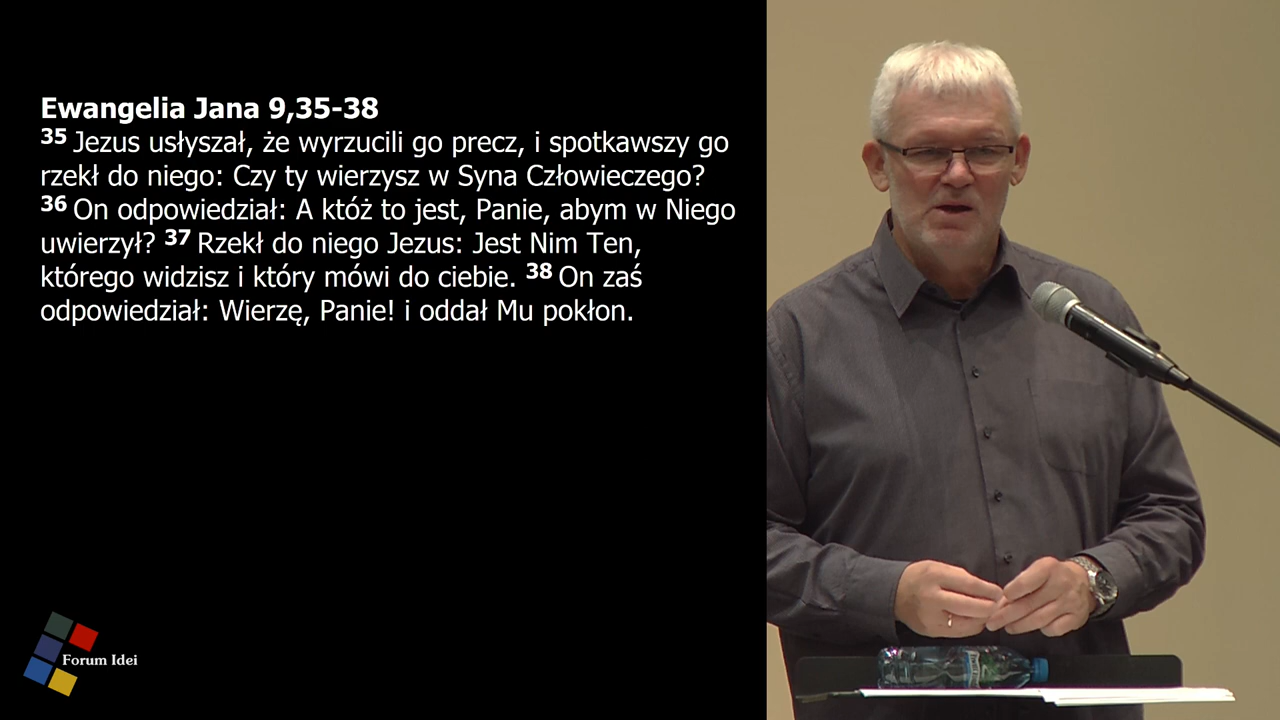 Ewangelia Jana 9,35-38
35 Jezus usłyszał, że wyrzucili go precz, i spotkawszy go
rzekł do niego: Czy ty wierzysz w Syna Człowieczego?
36 On odpowiedział: A któż to jest, Panie, abym w Niego
uwierzył? 37 Rzekł do niego Jezus: Jest Nim Ten,
którego widzisz i który mówi do ciebie. 38 On zaś
odpowiedział: Wierzę, Panie! i oddał Mu pokłon.
Forum Idei